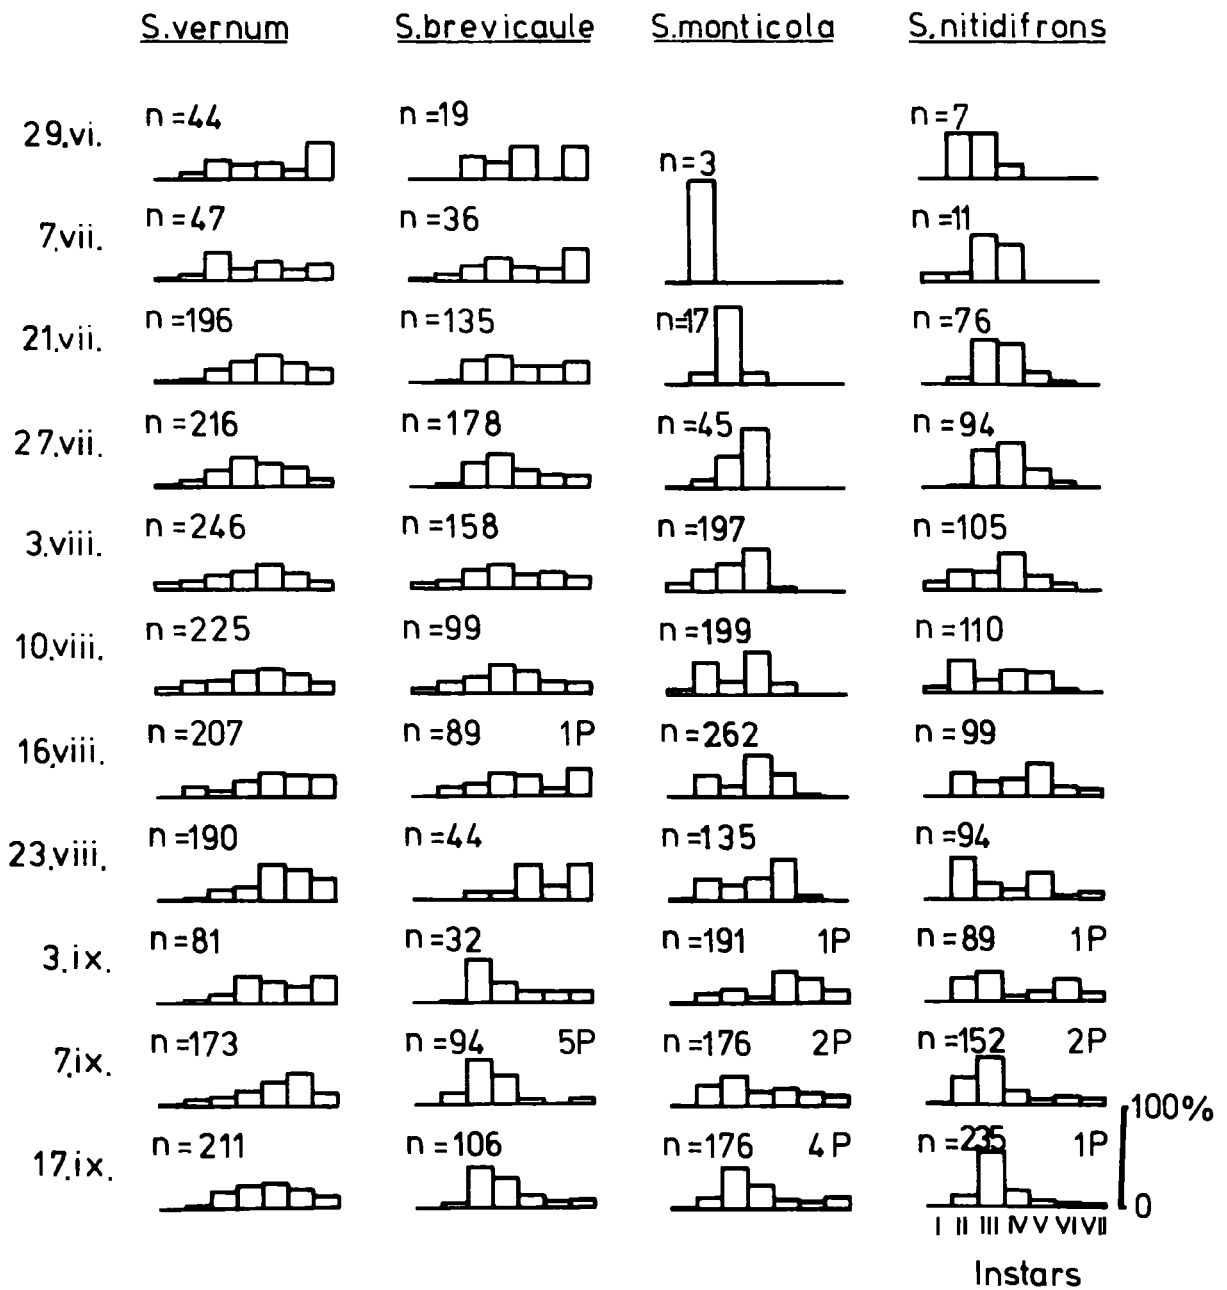 S.vernum S.brevicaule S.monticola S.nitidifrons
29.vi. n=44 n=19 n=7
n=3
7.vii. n=47 n=36 n=11
21.vii. n=196 n=135 n=17 n=76
27.vii. n=216 n=178 n=45 n=94
3.viii. n=246 n=158 n=197 n=105
10.viii. n=225 n=99 n=199 n=110
16.viii. n=207 n=89 1P n=262 n=99
23.viii. n=190 n=44 n=135 n=94
3.ix. n=81 n=32 n=191 1P n=89 1P
7.ix. n=173 n=94 5P n=176 2P n=152 2P
100%
17.ix. n=211 n=106 n=176 4P n=235 1P
0
I II III IV V VI VII
Instars